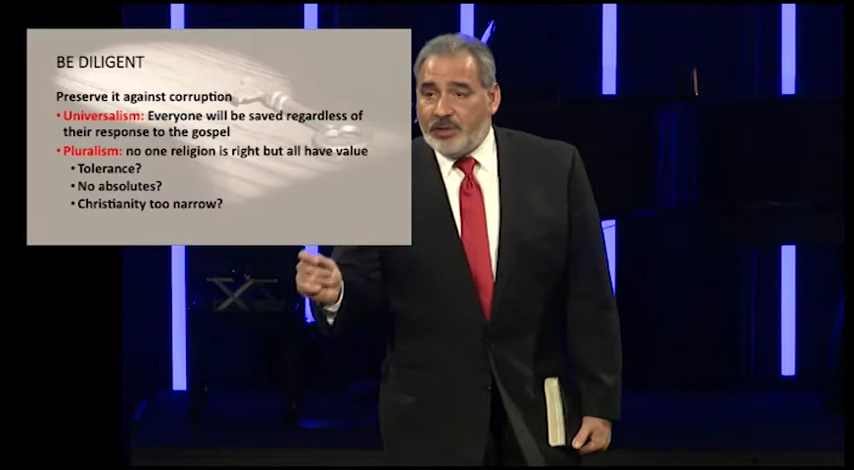 BE DILIGENT
Preserve it against corruption
• Universalism: Everyone will be saved regardless of
their response to the gospel
• Pluralism: no one religion is right but all have value
• Tolerance?
• No absolutes?
• Christianity too narrow?